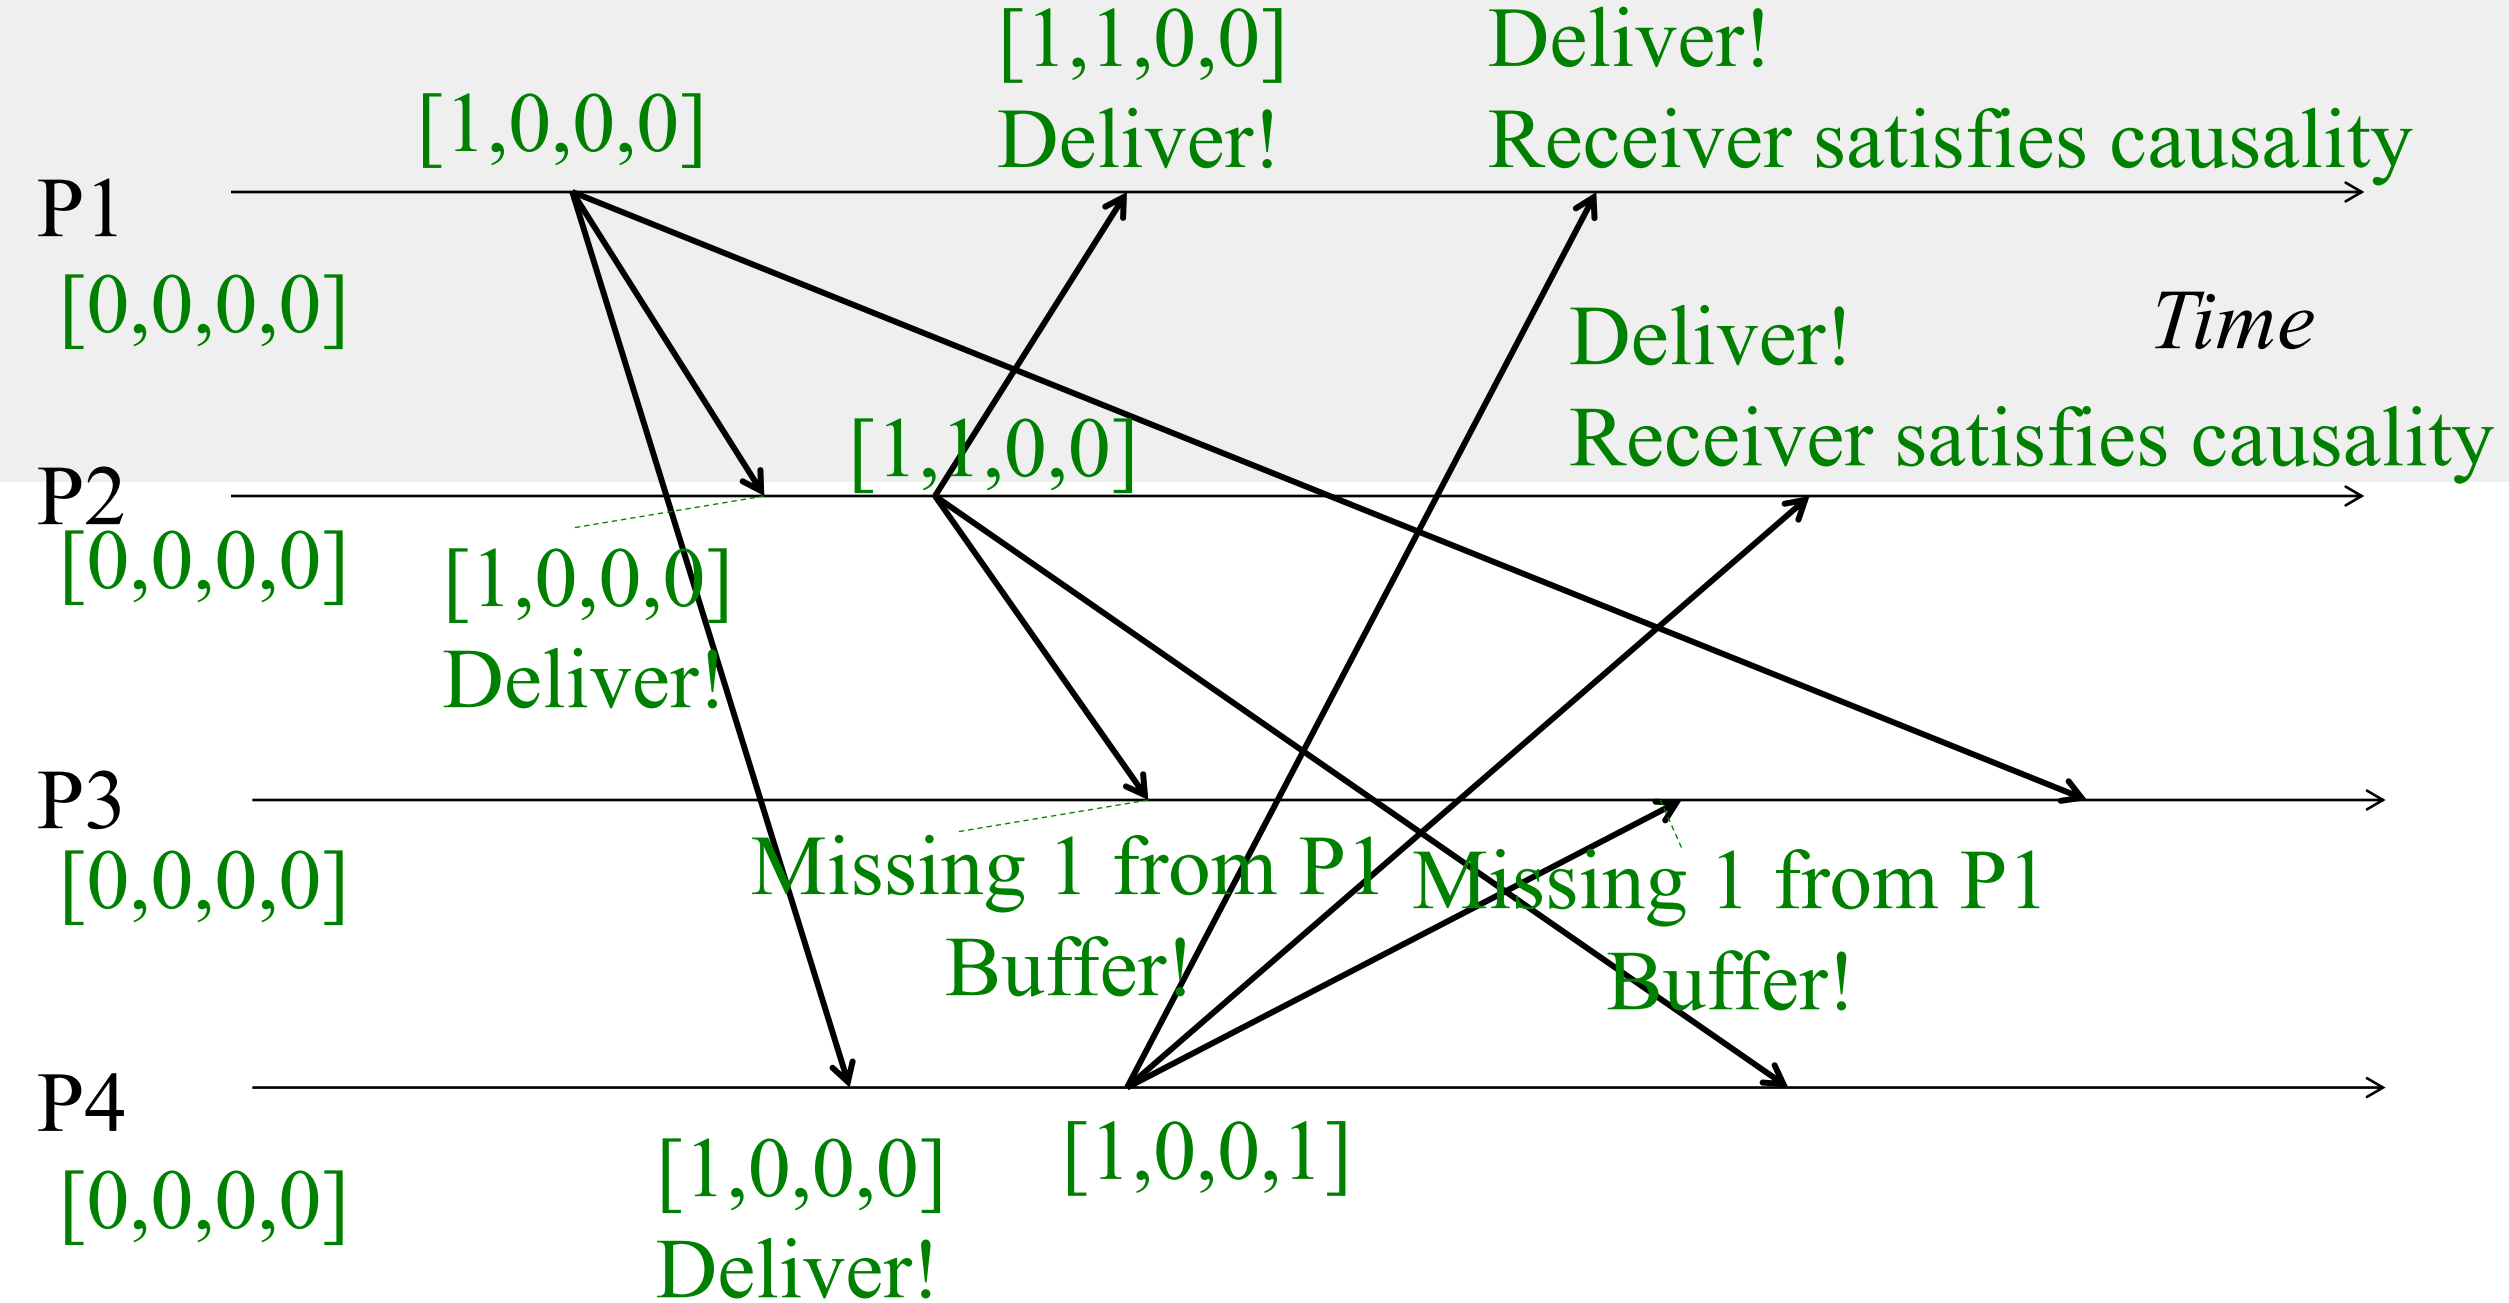 [1,1,0,0]
Deliver!
Deliver!
Receiver satisfies causality
[1,0,0,0]
P1
[0,0,0,0]
Time
Deliver!
Receiver satisfies causality
[1,1,0,0]
P2
[0,0,0,0]
[1,0,0,0]
Deliver!
P3
[0,0,0,0]
Missing 1 from P1
Buffer!
Missing 1 from P1
Buffer!
P4
[0,0,0,0]
[1,0,0,0]
Deliver!
[1,0,0,1]